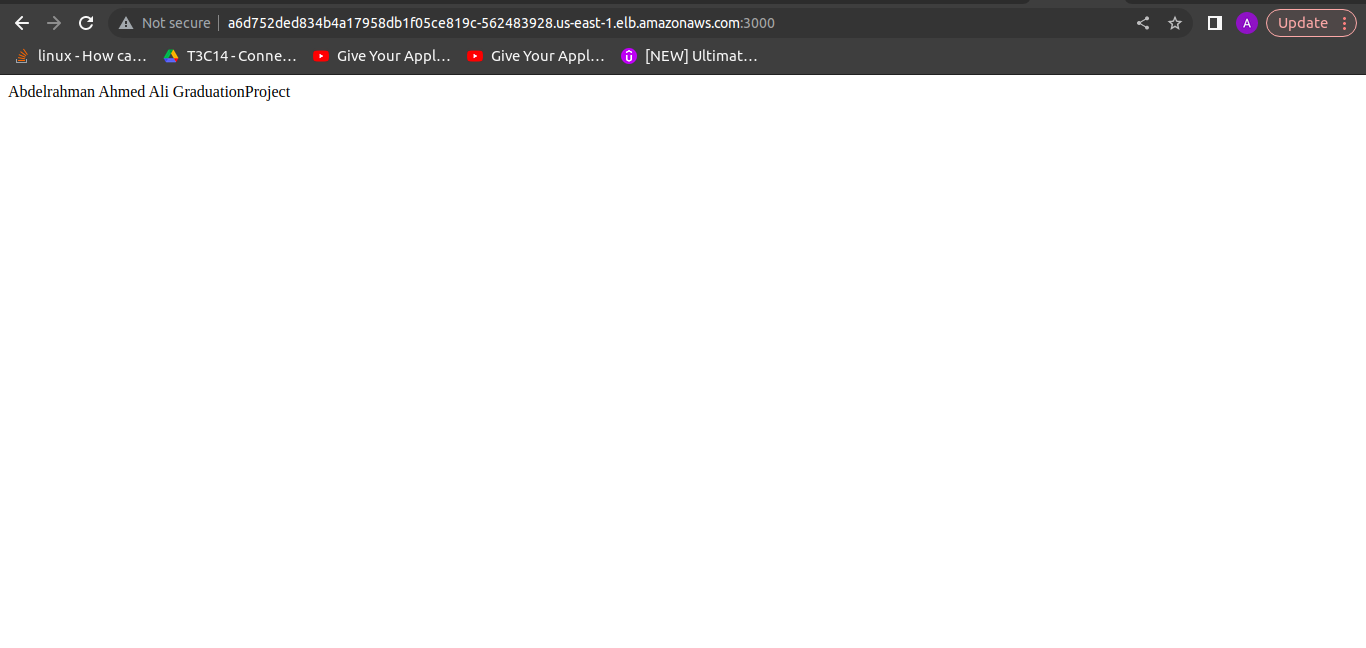 Not secure a6d752ded834b4a17958db1f05ce819c-562483928.us-east-1.elb.amazonaws.com:3000 A Update
linux - How ca... T3C14 - Conne... Give Your Appl... Give Your Appl... [NEW] Ultimat...
Abdelrahman Ahmed Ali GraduationProject